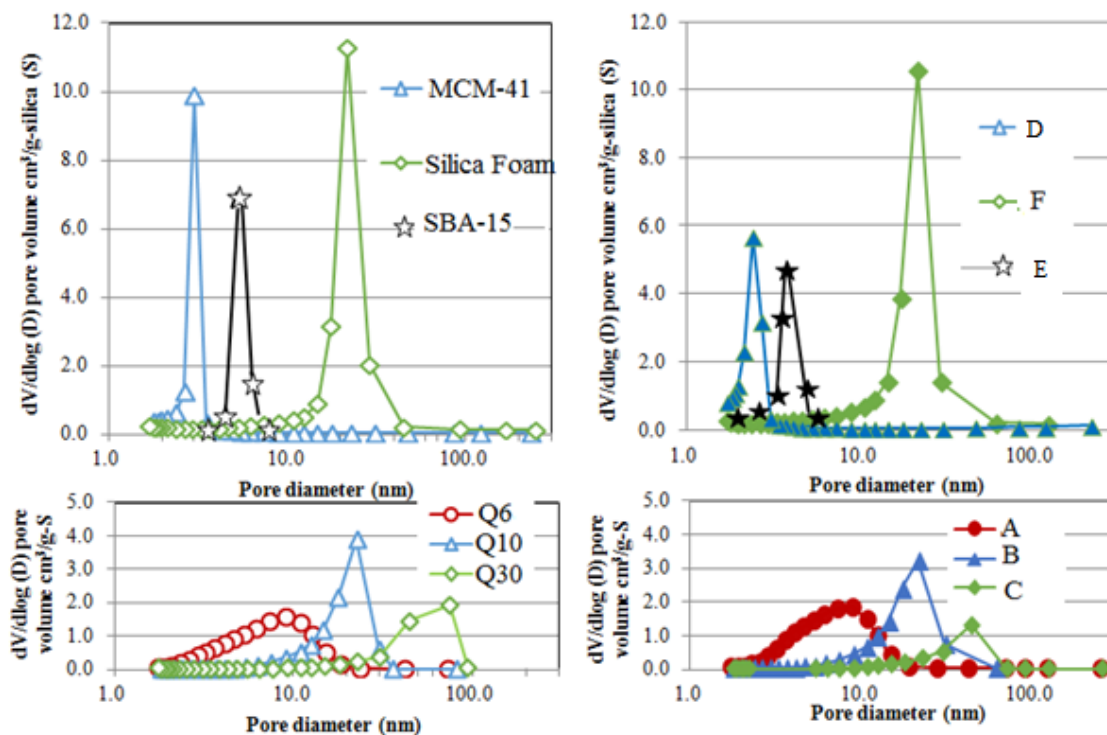 dV/dlog (D) pore volume cm³/g-silica (S)
12.0
10.0
8.0
6.0
4.0
2.0
0.0
1.0
10.0
100.0
Pore diameter (nm)
MCM-41
Silica Foam
SBA-15
dV/dlog (D) pore volume cm³/g-silica (S)
12.0
10.0
8.0
6.0
4.0
2.0
0.0
1.0
10.0
100.0
Pore diameter (nm)
D
F
E
dV/dlog (D) pore
volume cm³/g-S
5.0
4.0
3.0
2.0
1.0
0.0
1.0
10.0
100.0
Pore diameter (nm)
Q6
Q10
Q30
dV/dlog (D) pore
volume cm³/g-S
5.0
4.0
3.0
2.0
1.0
0.0
1.0
10.0
100.0
Pore diameter (nm)
A
B
C